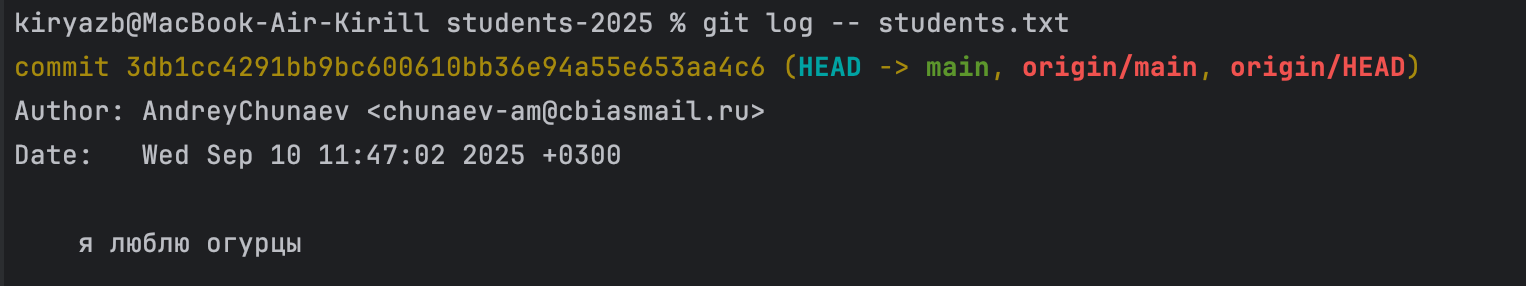 kiryazb@MacBook-Air-Kirill students-2025 % git log -- students.txt
commit 3db1cc4291bb9bc600610bb36e94a55e653aa4c6 (HEAD -> main, origin/main, origin/HEAD)
Author: AndreyChunaev <chunaev-am@cbiasmail.ru>
Date:   Wed Sep 10 11:47:02 2025 +0300
я люблю огурцы